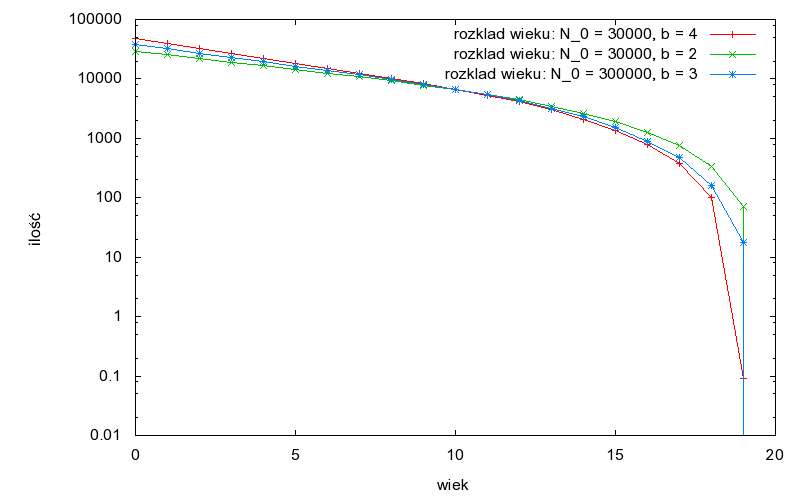 100000
10000
1000
100
10
1
0.1
0.01
rozklad wieku: N_0 = 30000, b = 4
rozklad wieku: N_0 = 30000, b = 2
rozklad wieku: N_0 = 300000, b = 3
ilość
0 5 10 15 20
wiek